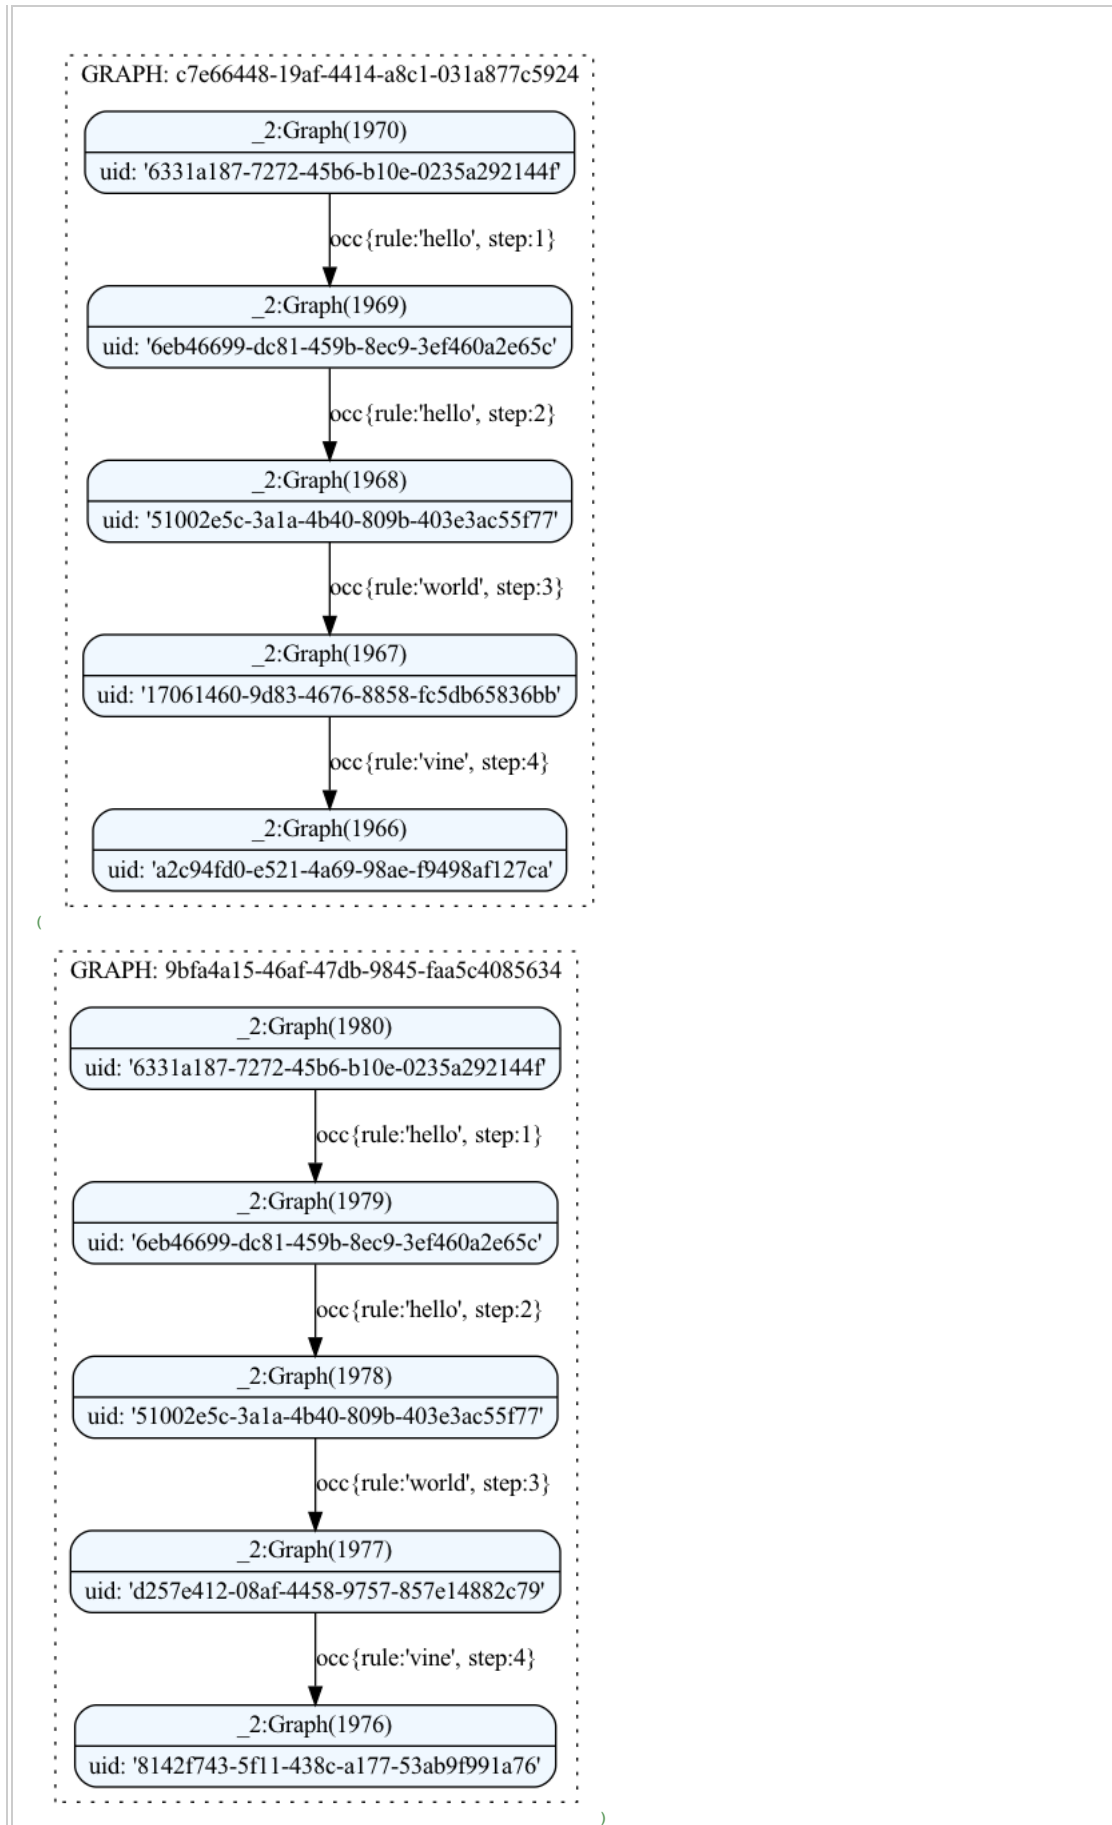 GRAPH: c7e66448-19af-4414-a8c1-031a877c5924
_2:Graph(1970)
uid: '6331a187-7272-45b6-b10e-0235a292144f'
occ{rule:'hello', step:1}
_2:Graph(1969)
uid: '6eb46699-dc81-459b-8ec9-3ef460a2e65c'
occ{rule:'hello', step:2}
_2:Graph(1968)
uid: '51002e5c-3a1a-4b40-809b-403e3ac55f77'
occ{rule:'world', step:3}
_2:Graph(1967)
uid: '17061460-9d83-4676-8858-fc5db65836bb'
occ{rule:'vine', step:4}
_2:Graph(1966)
uid: 'a2c94fd0-e521-4a69-98ae-f9498af127ca'
(
GRAPH: 9bfa4a15-46af-47db-9845-faa5c4085634
_2:Graph(1980)
uid: '6331a187-7272-45b6-b10e-0235a292144f'
occ{rule:'hello', step:1}
_2:Graph(1979)
uid: '6eb46699-dc81-459b-8ec9-3ef460a2e65c'
occ{rule:'hello', step:2}
_2:Graph(1978)
uid: '51002e5c-3a1a-4b40-809b-403e3ac55f77'
occ{rule:'world', step:3}
_2:Graph(1977)
uid: 'd257e412-08af-4458-9757-857e14882c79'
occ{rule:'vine', step:4}
_2:Graph(1976)
uid: '8142f743-5f11-438c-a177-53ab9f991a76'
)